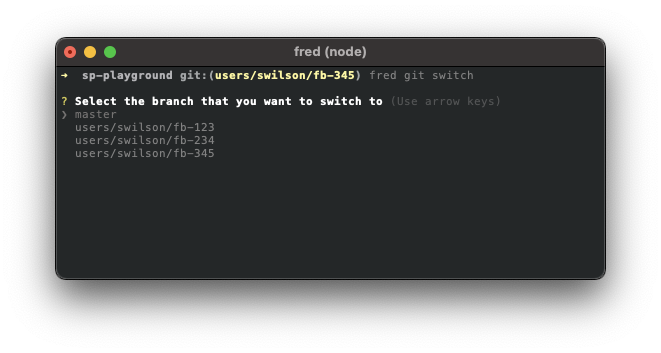 fred (node)
➜ sp-playground git:(users/swilson/fb-345) fred git switch
? Select the branch that you want to switch to (Use arrow keys)
❯ master
users/swilson/fb-123
users/swilson/fb-234
users/swilson/fb-345